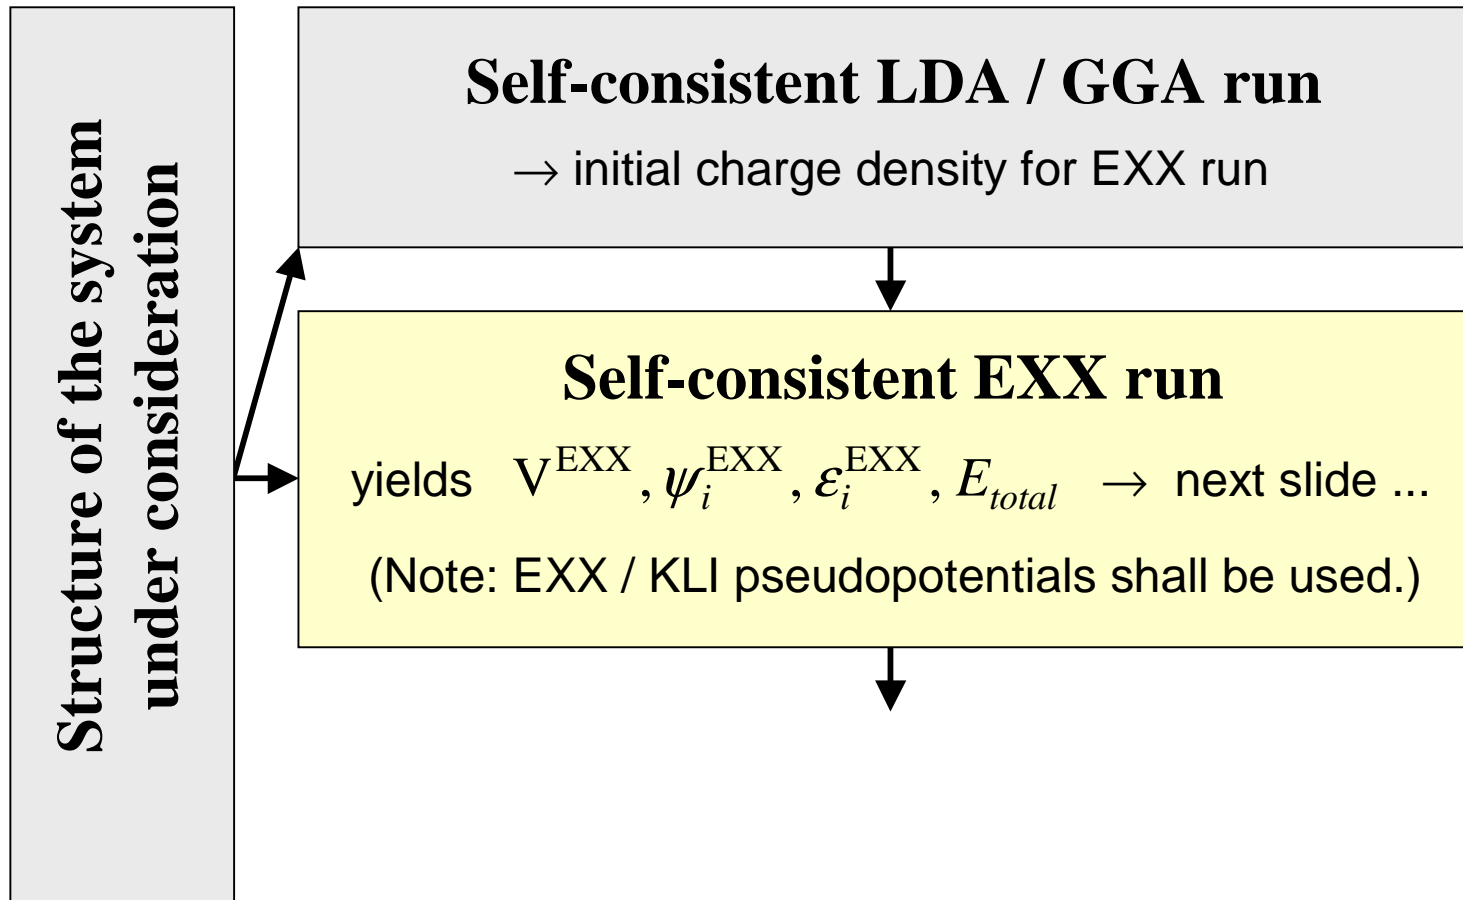 Structure of the system
under consideration
Self-consistent LDA / GGA run
→ initial charge density for EXX run
Self-consistent EXX run
yields V^EXX, ψ_i^EXX, ε_i^EXX, E_total → next slide ...
(Note: EXX / KLI pseudopotentials shall be used.)